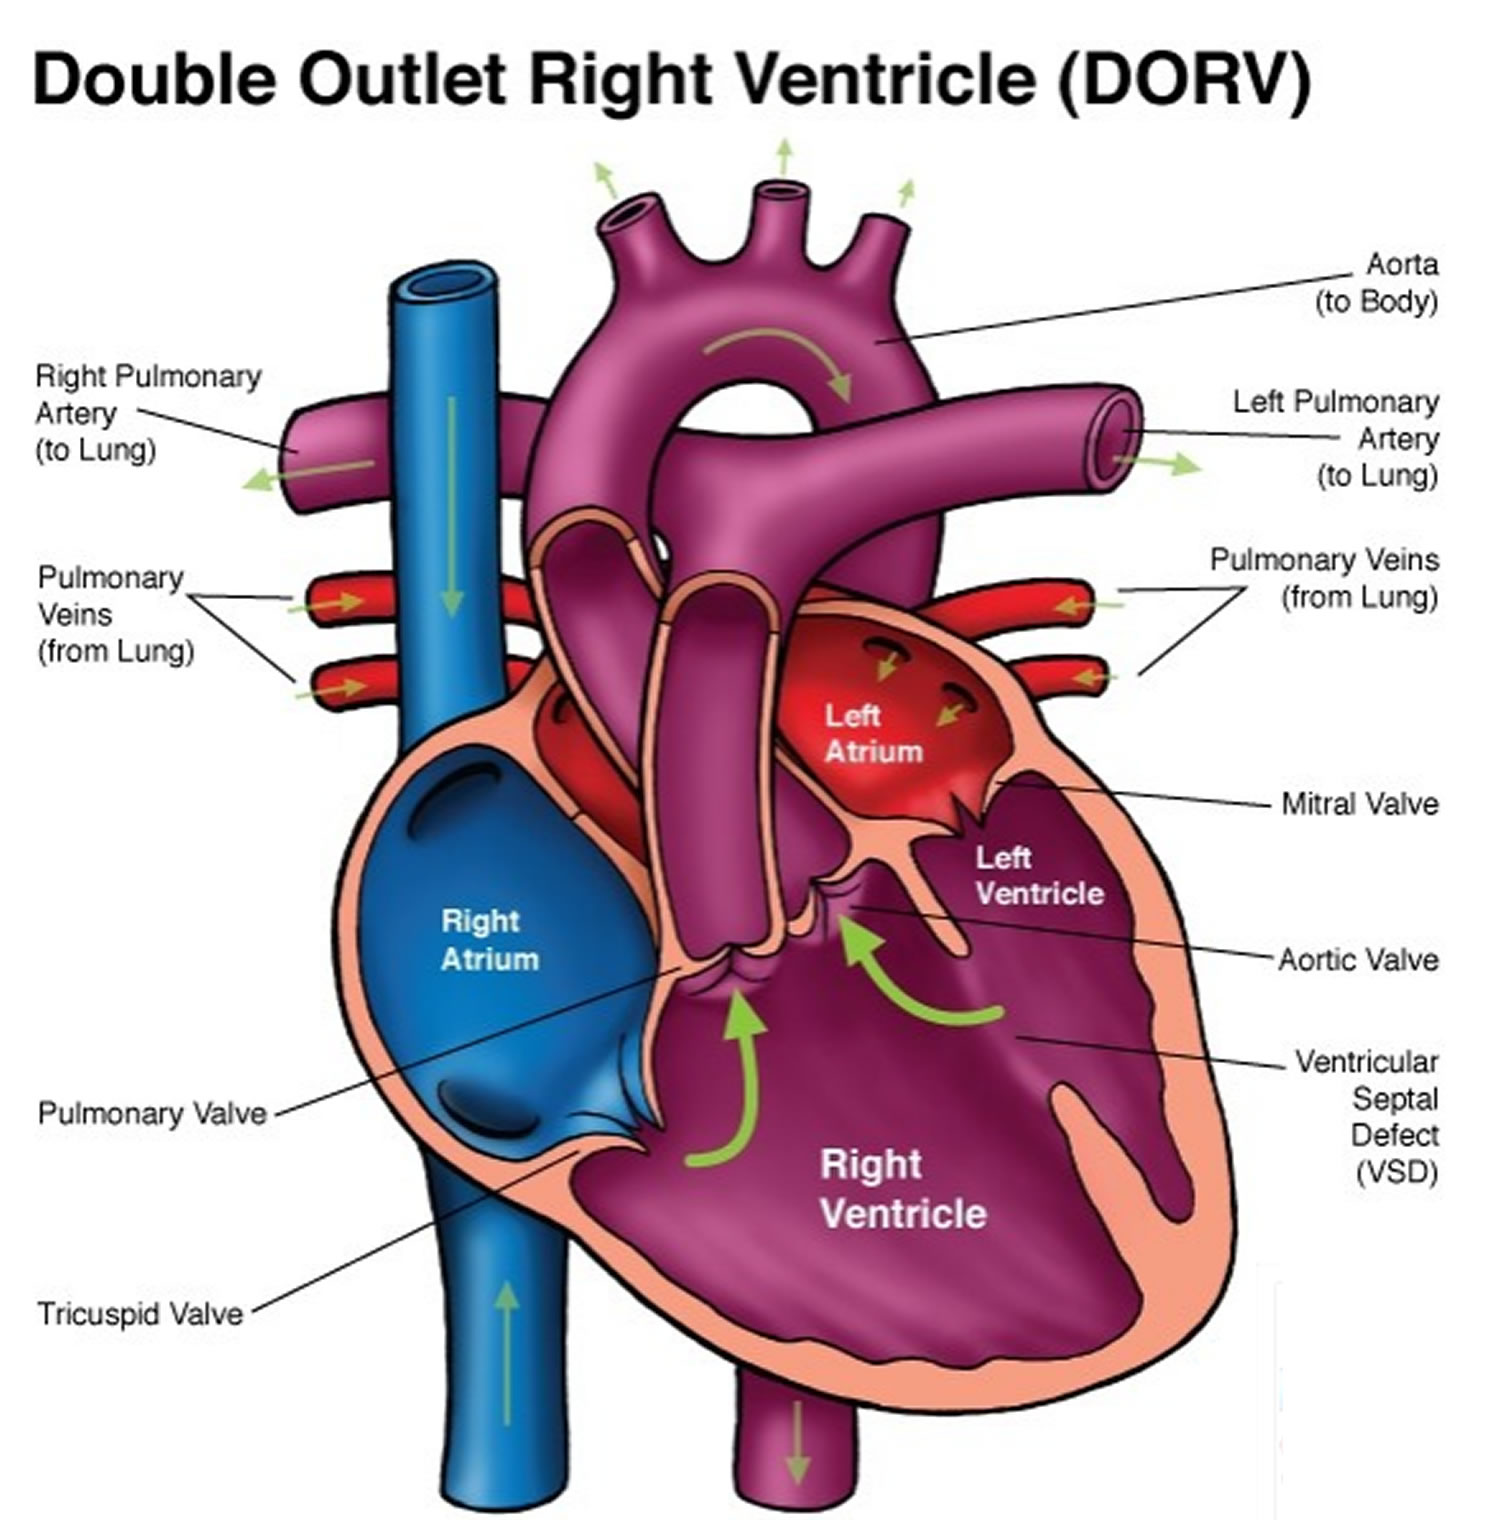 Double Outlet Right Ventricle (DORV)
Aorta
(to Body)
Right Pulmonary
Artery
(to Lung)
Left Pulmonary
Artery
(to Lung)
Pulmonary
Veins
(from Lung)
Pulmonary Veins
(from Lung)
Left
Atrium
Mitral Valve
Left
Ventricle
Right
Atrium
Aortic Valve
Ventricular
Septal
Defect
(VSD)
Pulmonary Valve
Right
Ventricle
Tricuspid Valve